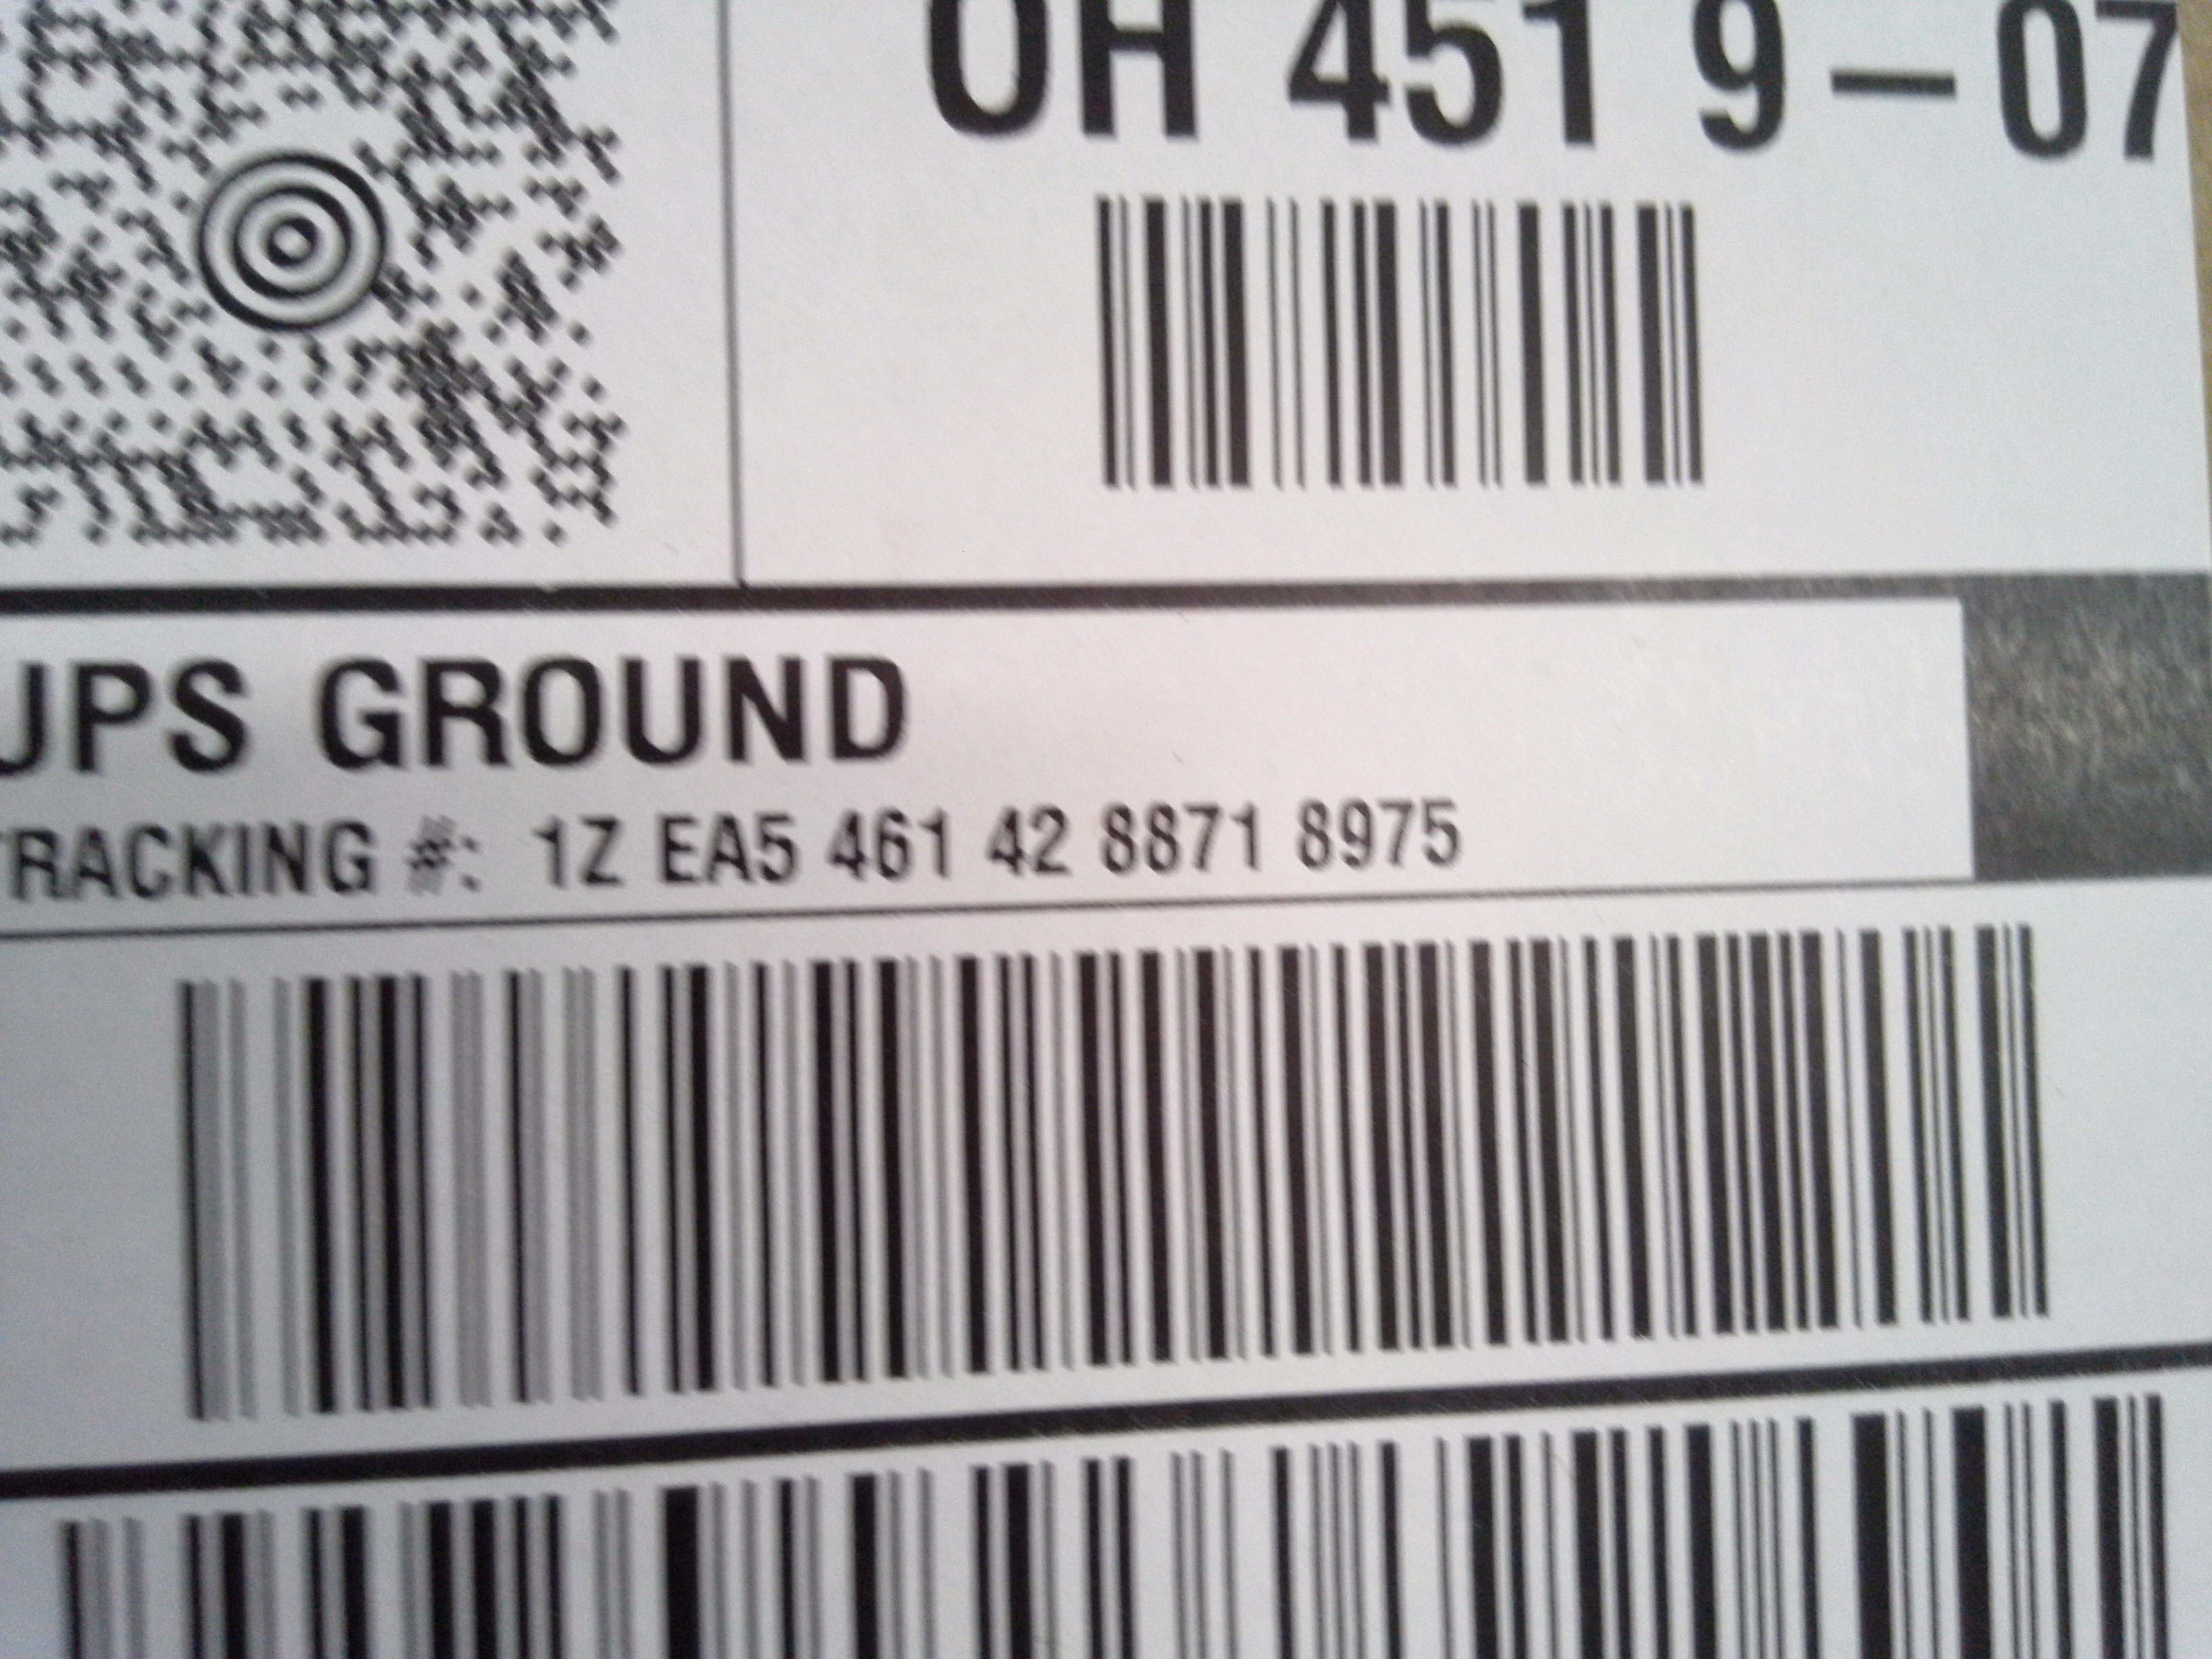 OH 451 9-07
UPS GROUND
TRACKING #: 1Z EA5 461 42 8871 8975